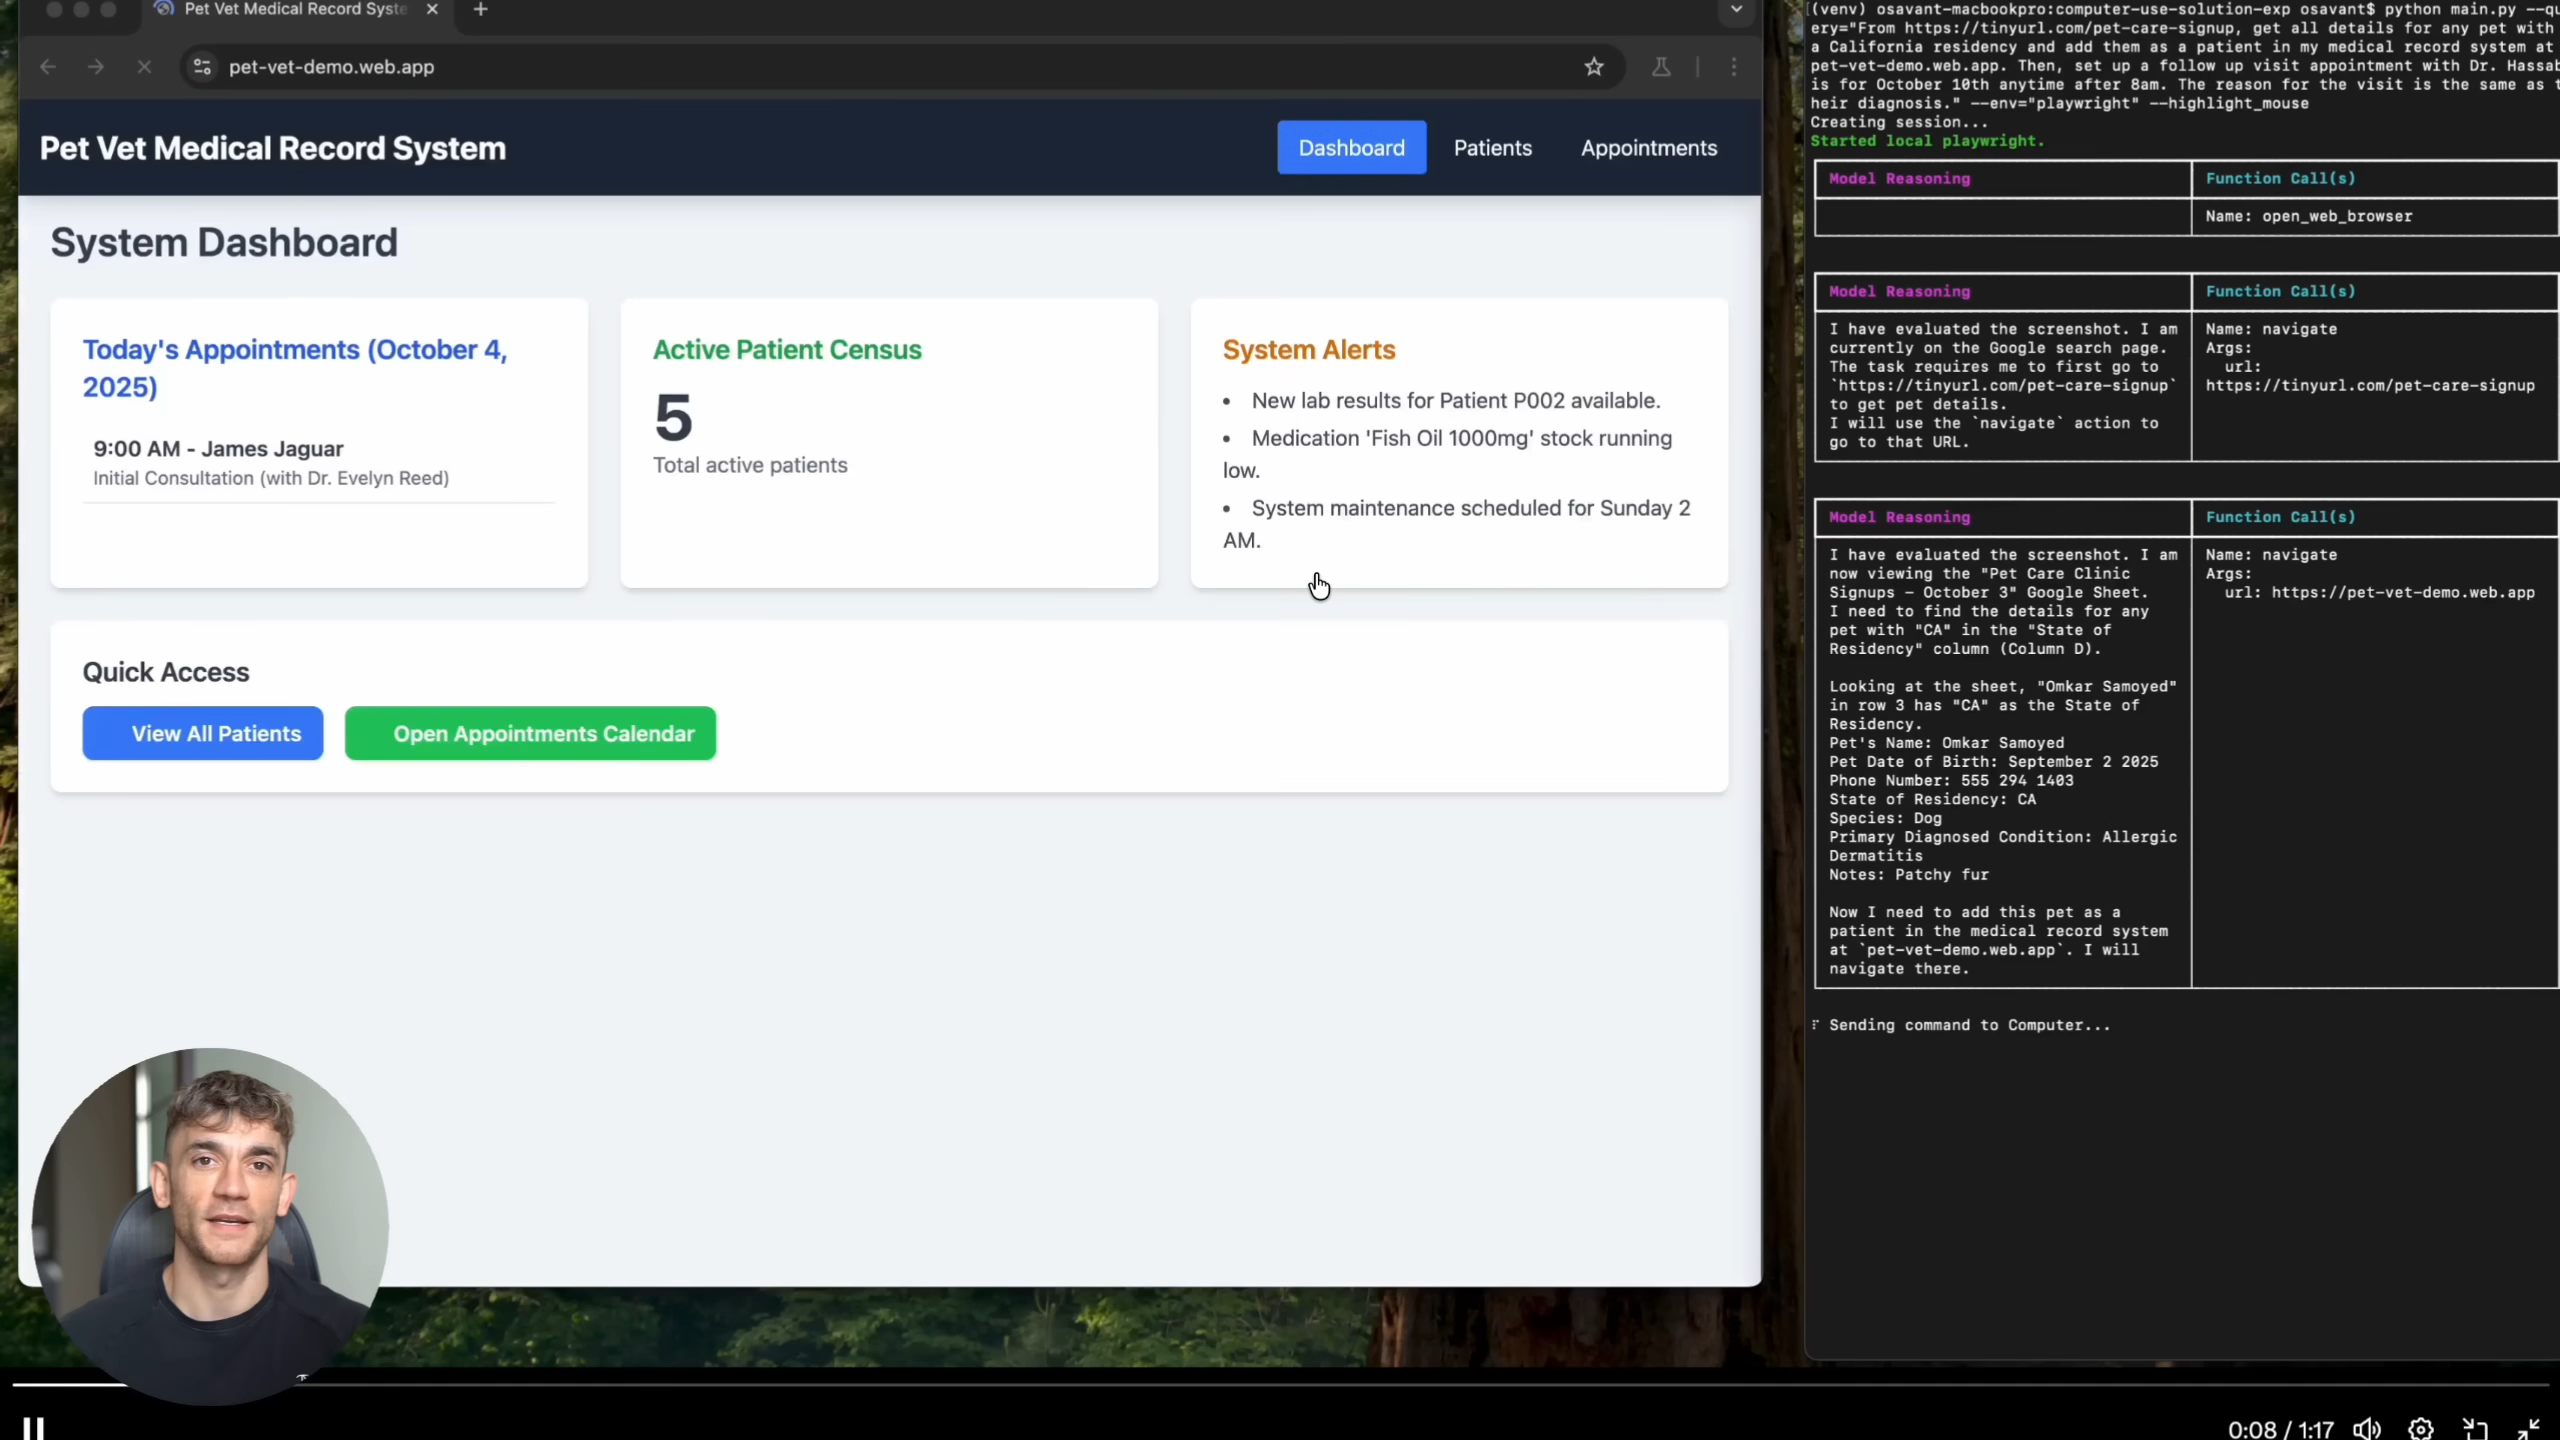 Pet Vet Medical Record Syste
pet-vet-demo.web.app
Pet Vet Medical Record System
Dashboard
Patients
Appointments
System Dashboard
Today's Appointments (October 4,
2025)
9:00 AM - James Jaguar
Initial Consultation (with Dr. Evelyn Reed)
Active Patient Census
5
Total active patients
System Alerts
• New lab results for Patient P002 available.
• Medication 'Fish Oil 1000mg' stock running
low.
• System maintenance scheduled for Sunday 2
AM.
Quick Access
View All Patients
Open Appointments Calendar
(venv) osavant-macbookpro:computer-use-solution-exp osavant$ python main.py --qu
ery="From https://tinyurl.com/pet-care-signup, get all details for any pet with
a California residency and add them as a patient in my medical record system at
pet-vet-demo.web.app. Then, set up a follow up visit appointment with Dr. Hassab
is for October 10th anytime after 8am. The reason for the visit is the same as t
heir diagnosis." --env="playwright" --highlight_mouse
Creating session...
Started local playwright.
Model Reasoning
Function Call(s)
Name: open_web_browser
Model Reasoning
Function Call(s)
I have evaluated the screenshot. I am
currently on the Google search page.
The task requires me to first go to
`https://tinyurl.com/pet-care-signup`
to get pet details.
I will use the `navigate` action to
go to that URL.
Name: navigate
Args:
url:
https://tinyurl.com/pet-care-signup
Model Reasoning
Function Call(s)
I have evaluated the screenshot. I am
now viewing the "Pet Care Clinic
Signups – October 3" Google Sheet.
I need to find the details for any
pet with "CA" in the "State of
Residency" column (Column D).
Looking at the sheet, "Omkar Samoyed"
in row 3 has "CA" as the State of
Residency.
Pet's Name: Omkar Samoyed
Pet Date of Birth: September 2 2025
Phone Number: 555 294 1403
State of Residency: CA
Species: Dog
Primary Diagnosed Condition: Allergic
Dermatitis
Notes: Patchy fur
Now I need to add this pet as a
patient in the medical record system
at `pet-vet-demo.web.app`. I will
navigate there.
Name: navigate
Args:
url: https://pet-vet-demo.web.app
Sending command to Computer...
0:08 / 1:17